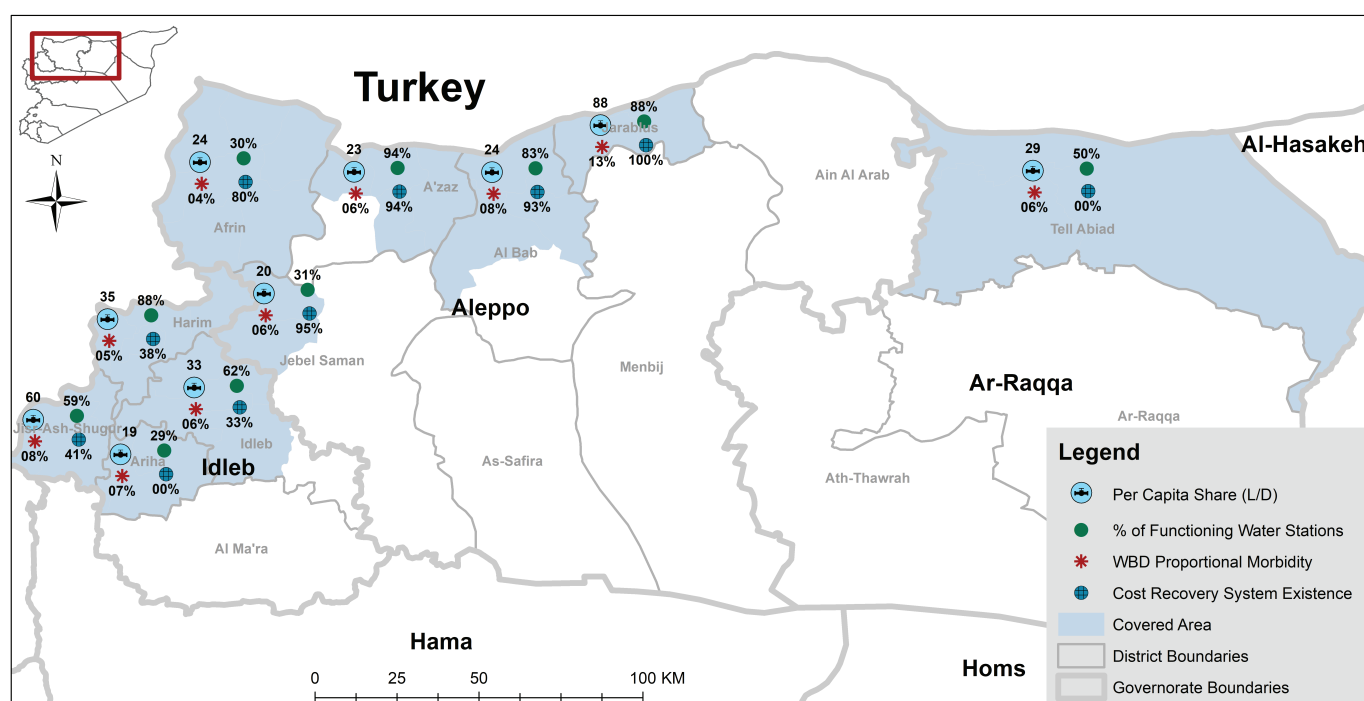 N
Turkey
Al-Hasakeh
24
30%
04%
80%
Afrin
23
94%
06%
94%
A'zaz
24
83%
08%
93%
Al Bab
88
88%
Jarablus
13%
100%
Ain Al Arab
29
50%
06%
00%
Tell Abiad
20
31%
06%
95%
Jebel Saman
Aleppo
Menbij
35
88%
Harim
05%
38%
33
62%
06%
33%
Idleb
60
59%
Jisr-Ash-Shugur
08%
41%
19
29%
Ariha
07%
00%
Idleb
As-Safira
Al Ma'ra
Ar-Raqqa
Ar-Raqqa
Ath-Thawrah
Hama
Homs
0 25 50 100 KM
Legend
Per Capita Share (L/D)
% of Functioning Water Stations
WBD Proportional Morbidity
Cost Recovery System Existence
Covered Area
District Boundaries
Governorate Boundaries